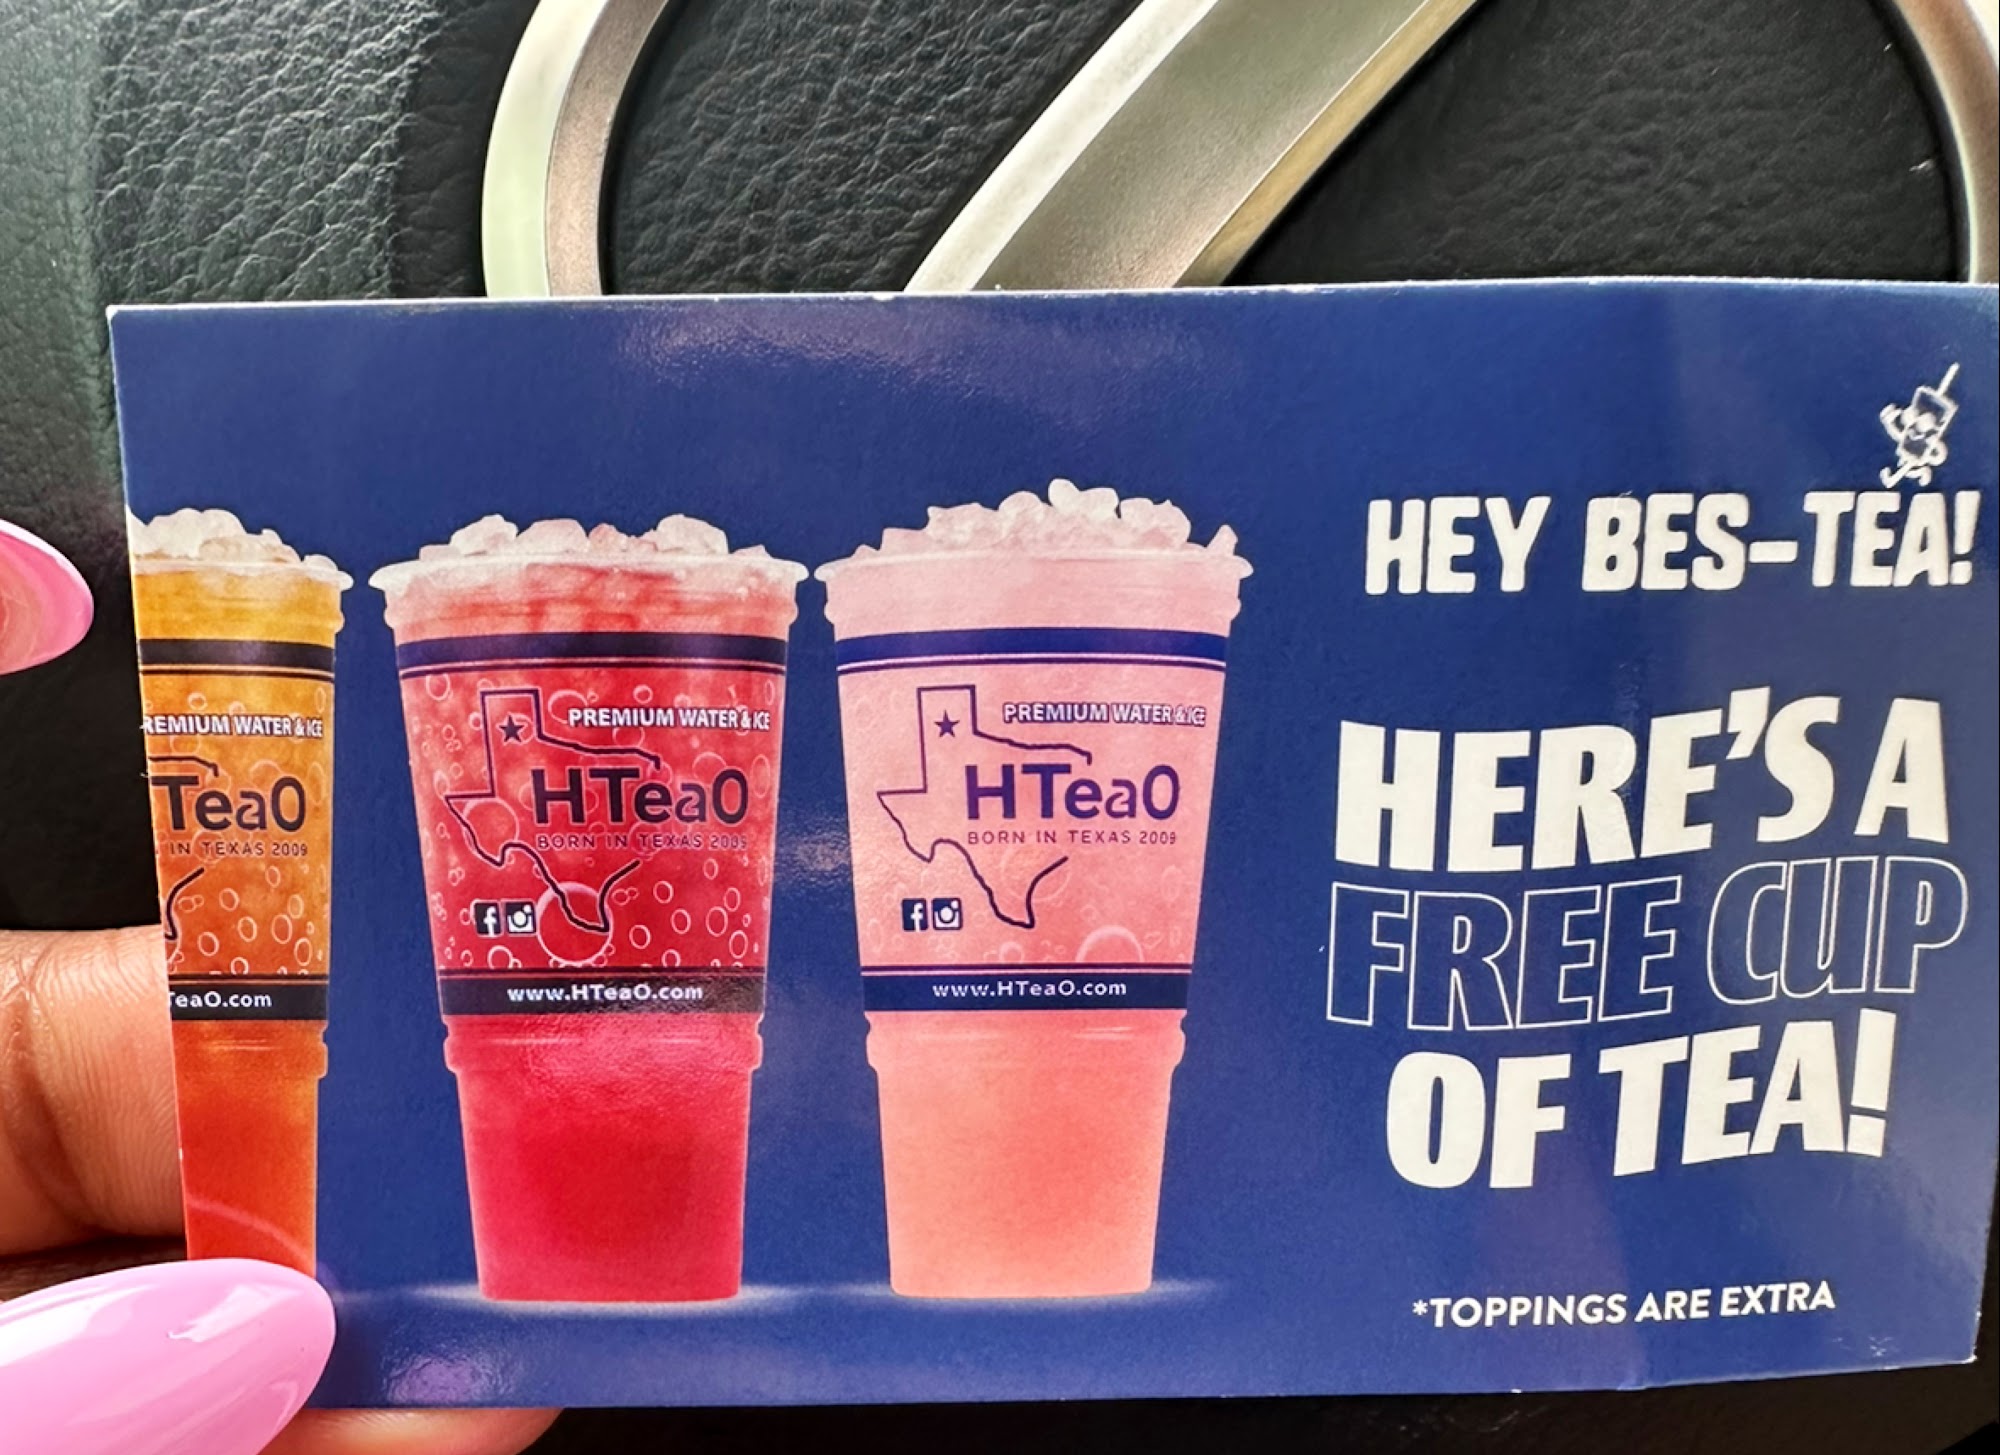 REMIUM WATER & ICE
TeaO
IN TEXAS 2009
TeaO.com
PREMIUM WATER & ICE
HTeaO
BORN IN TEXAS 2009
www.HTeaO.com
PREMIUM WATER & ICE
HTeaO
BORN IN TEXAS 2009
www.HTeaO.com
HEY BES-TEA!
HERE'S A
FREE CUP
OF TEA!
*TOPPINGS ARE EXTRA